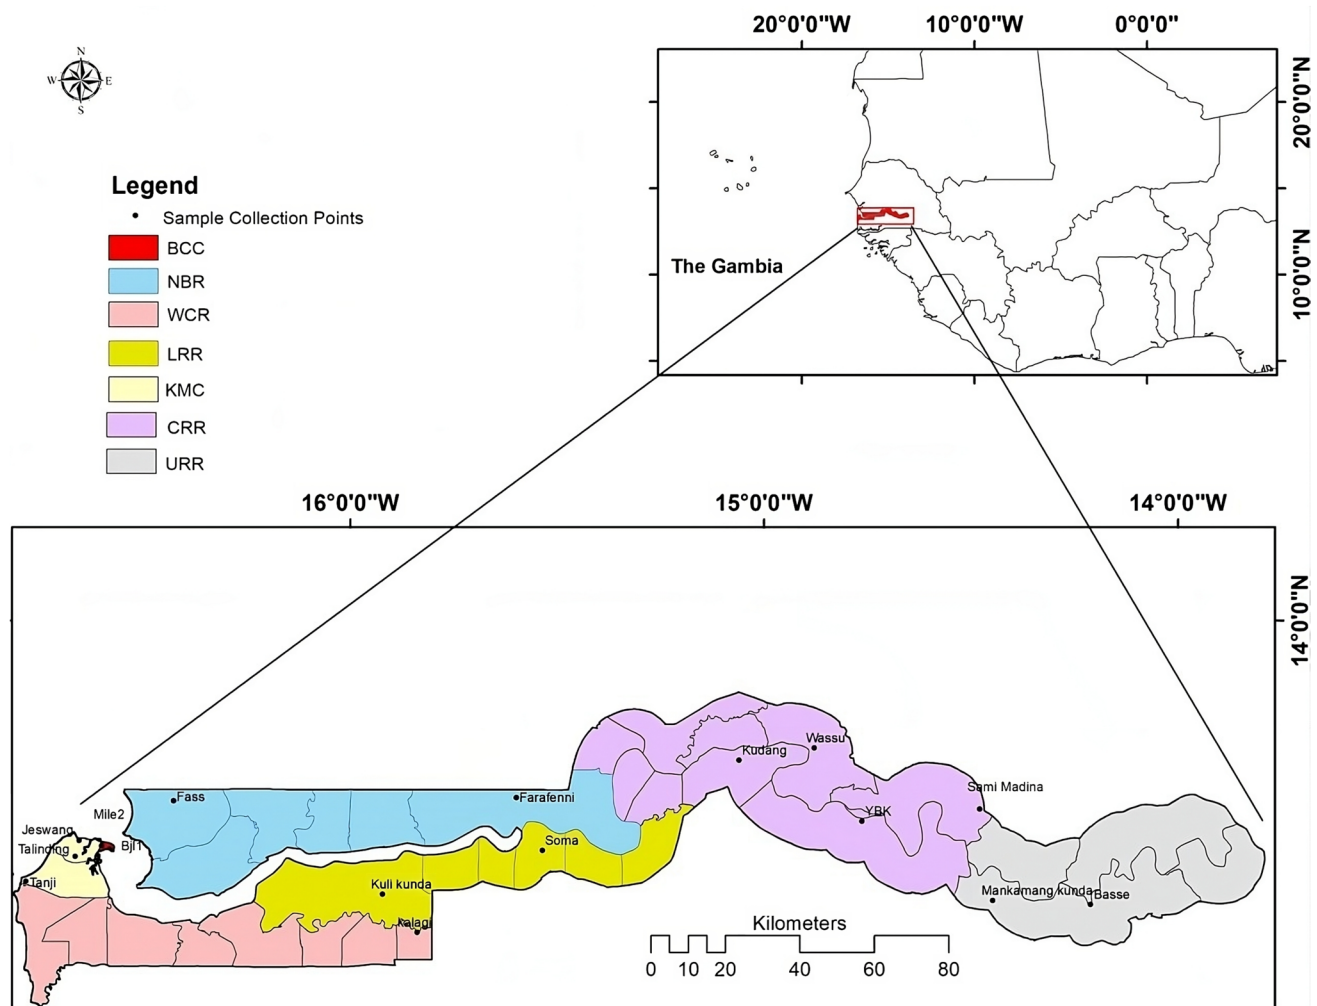 20°0'0"W 10°0'0"W 0°0'0"
N
W E
S
20°0'0"N
10°0'0"N
The Gambia
Legend
Sample Collection Points
BCC
NBR
WCR
LRR
KMC
CRR
URR
16°0'0"W 15°0'0"W 14°0'0"W
14°0'0"N
Wassu
Kudang
Sami Madina
Fass
Farafenni
YBK
Mile2
Jeswang
Talinding
Soma
Tanji
Kuli kunda
Mankamang kunda
Basse
Kalagi
Kilometers
0 10 20 40 60 80